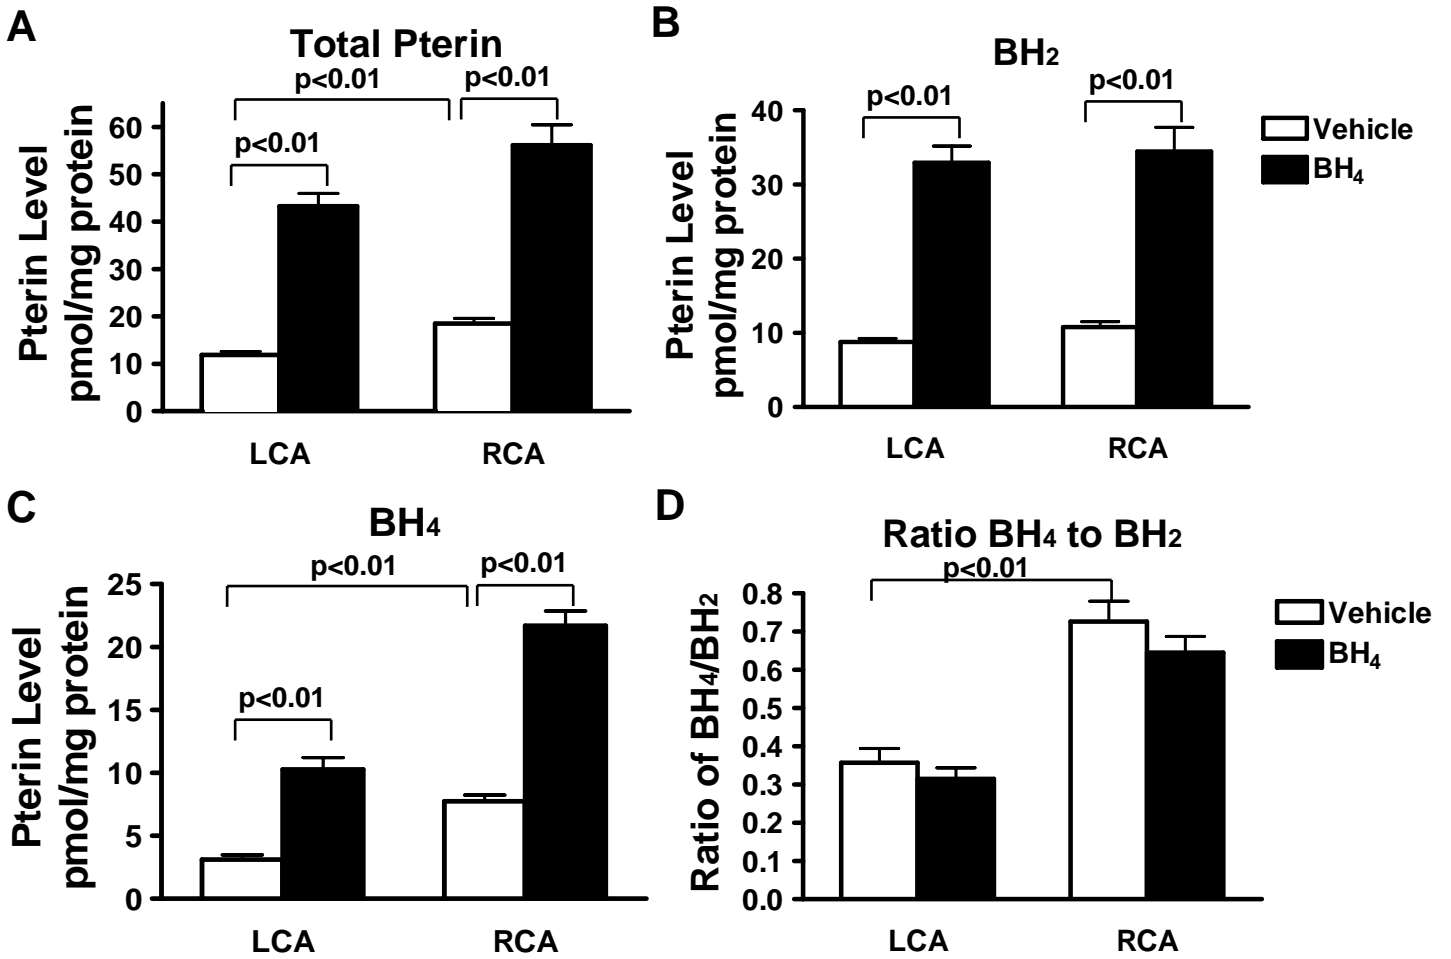 A
Total Pterin
p<0.01
p<0.01
p<0.01
Pterin Level
pmol/mg protein
60
50
40
30
20
10
0
LCA
RCA
B
BH2
p<0.01
p<0.01
Pterin Level
pmol/mg protein
40
30
20
10
0
LCA
RCA
Vehicle
BH4
C
BH4
p<0.01
p<0.01
p<0.01
Pterin Level
pmol/mg protein
25
20
15
10
5
0
LCA
RCA
D
Ratio BH4 to BH2
p<0.01
Ratio of BH4/BH2
0.8
0.7
0.6
0.5
0.4
0.3
0.2
0.1
0.0
LCA
RCA
Vehicle
BH4